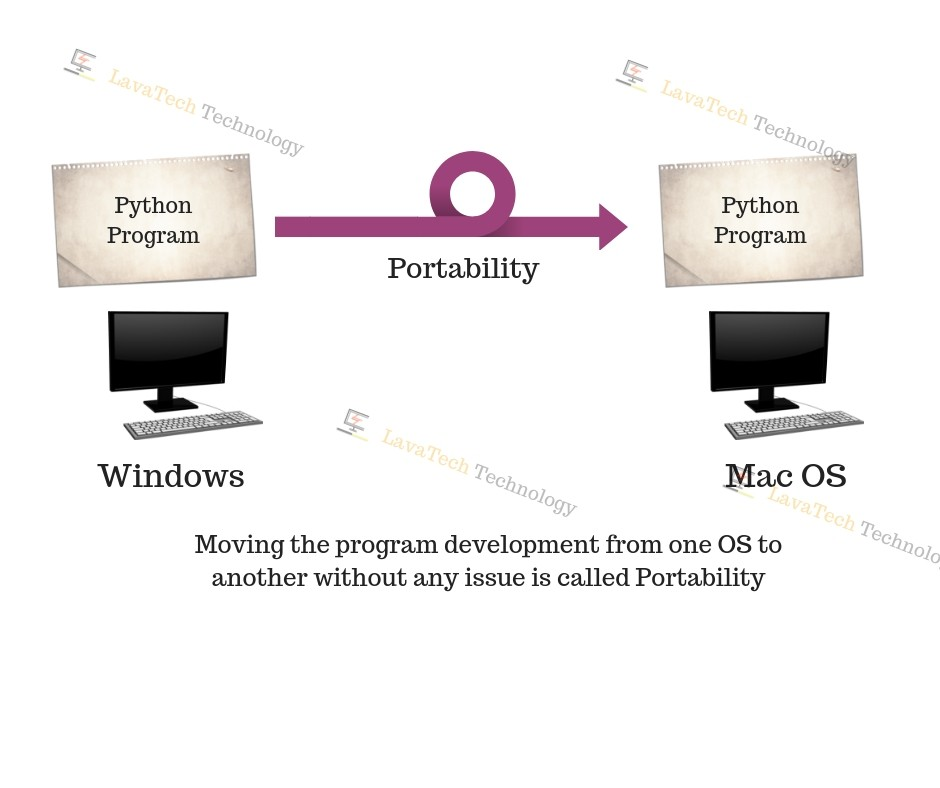 LavaTech Technology
LavaTech Technology
Python
Program
Python
Program
Portability
Windows
Mac OS
LavaTech Technology
LavaTech Technolo
Moving the program development from one OS to
another without any issue is called Portability